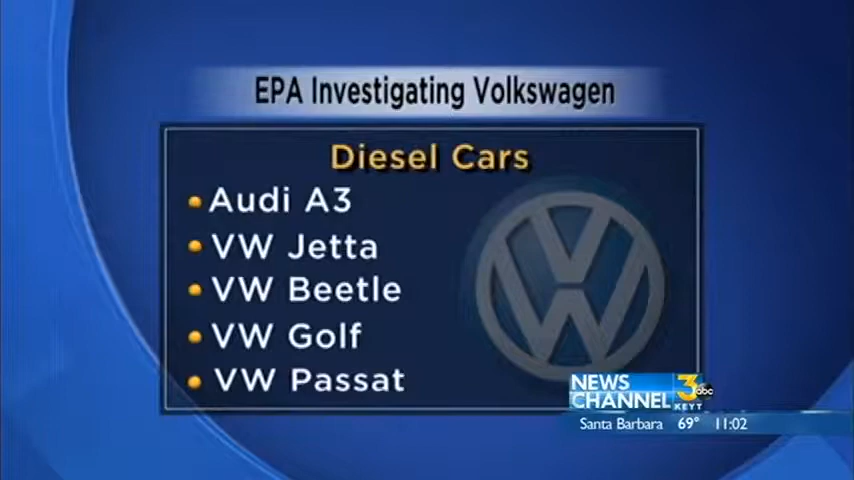 EPA Investigating Volkswagen
Diesel Cars
• Audi A3
• VW Jetta
• VW Beetle
• VW Golf
• VW Passat
NEWS
CHANNEL 3 abc
KEYT
Santa Barbara 69° 11:02